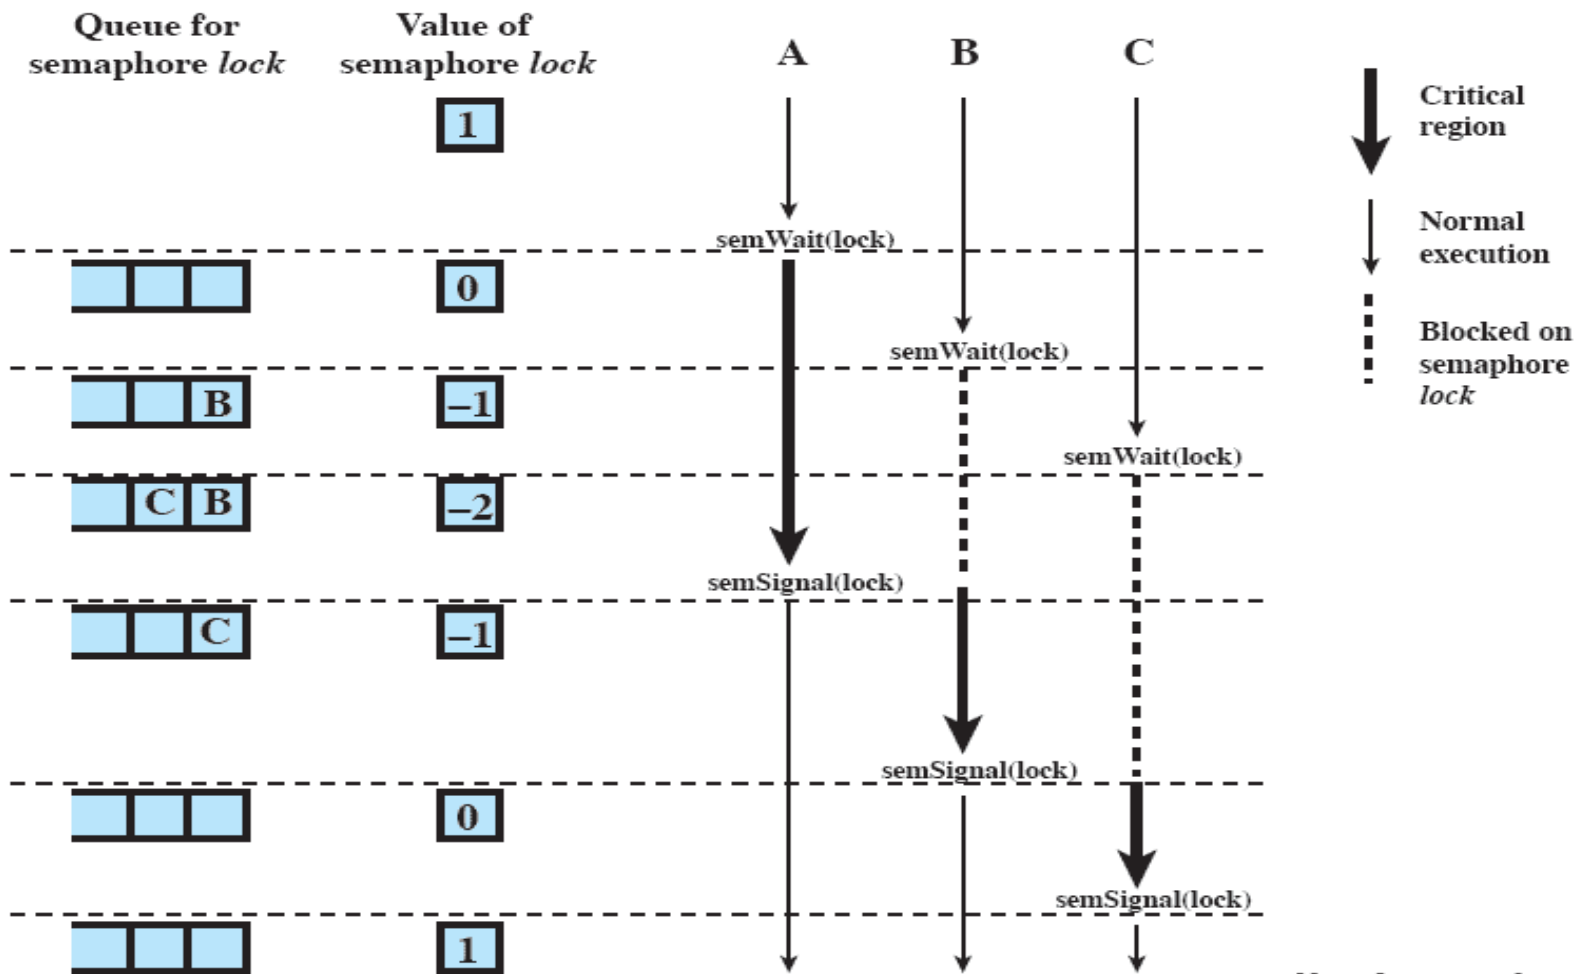 Queue for
semaphore lock
Value of
semaphore lock
A
B
C
1
Critical
region
Normal
execution
semWait(lock)
0
Blocked on
semaphore
lock
semWait(lock)
B
–1
semWait(lock)
C B
–2
semSignal(lock)
C
–1
semSignal(lock)
0
semSignal(lock)
1